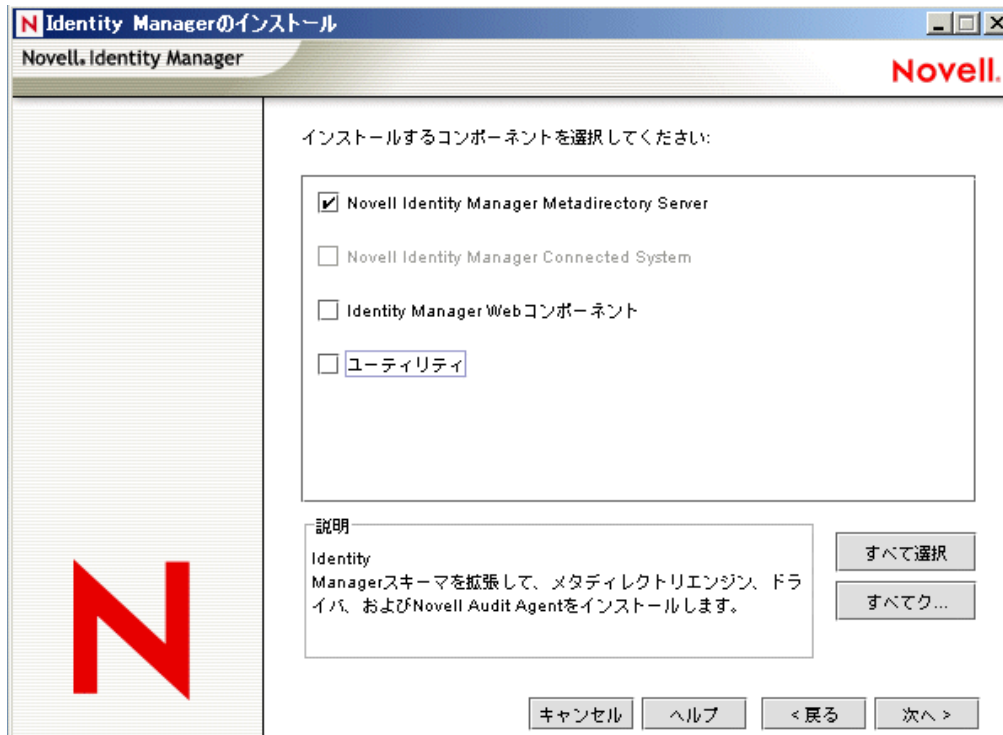 Identity Managerのインストール
Novell. Identity Manager
Novell.
インストールするコンポーネントを選択してください:
Novell Identity Manager Metadirectory Server
Novell Identity Manager Connected System
Identity Manager Webコンポーネント
ユーティリティ
説明
Identity
Managerスキーマを拡張して、メタディレクトリエンジン、ドラ
イバ、およびNovell Audit Agentをインストールします。
すべて選択
すべてク...
キャンセル
ヘルプ
<戻る
次へ >